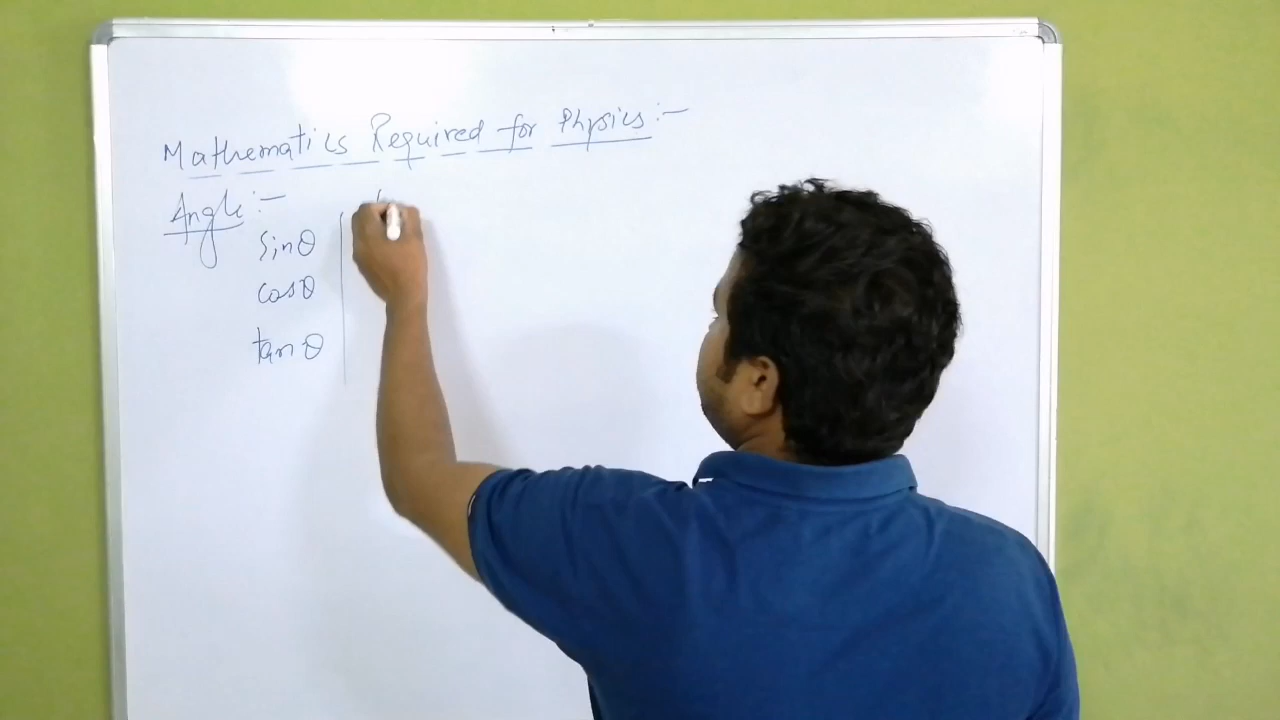 Mathematics Required for Physics:-
Angle:-
sinθ
cosθ
tanθ